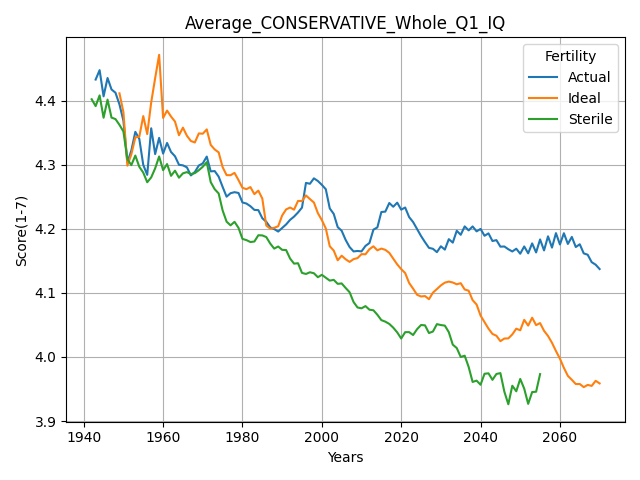 Average_CONSERVATIVE_Whole_Q1_IQ
Fertility
Actual
Ideal
Sterile
Score(1-7)
4.4
4.3
4.2
4.1
4.0
3.9
1940 1960 1980 2000 2020 2040 2060
Years